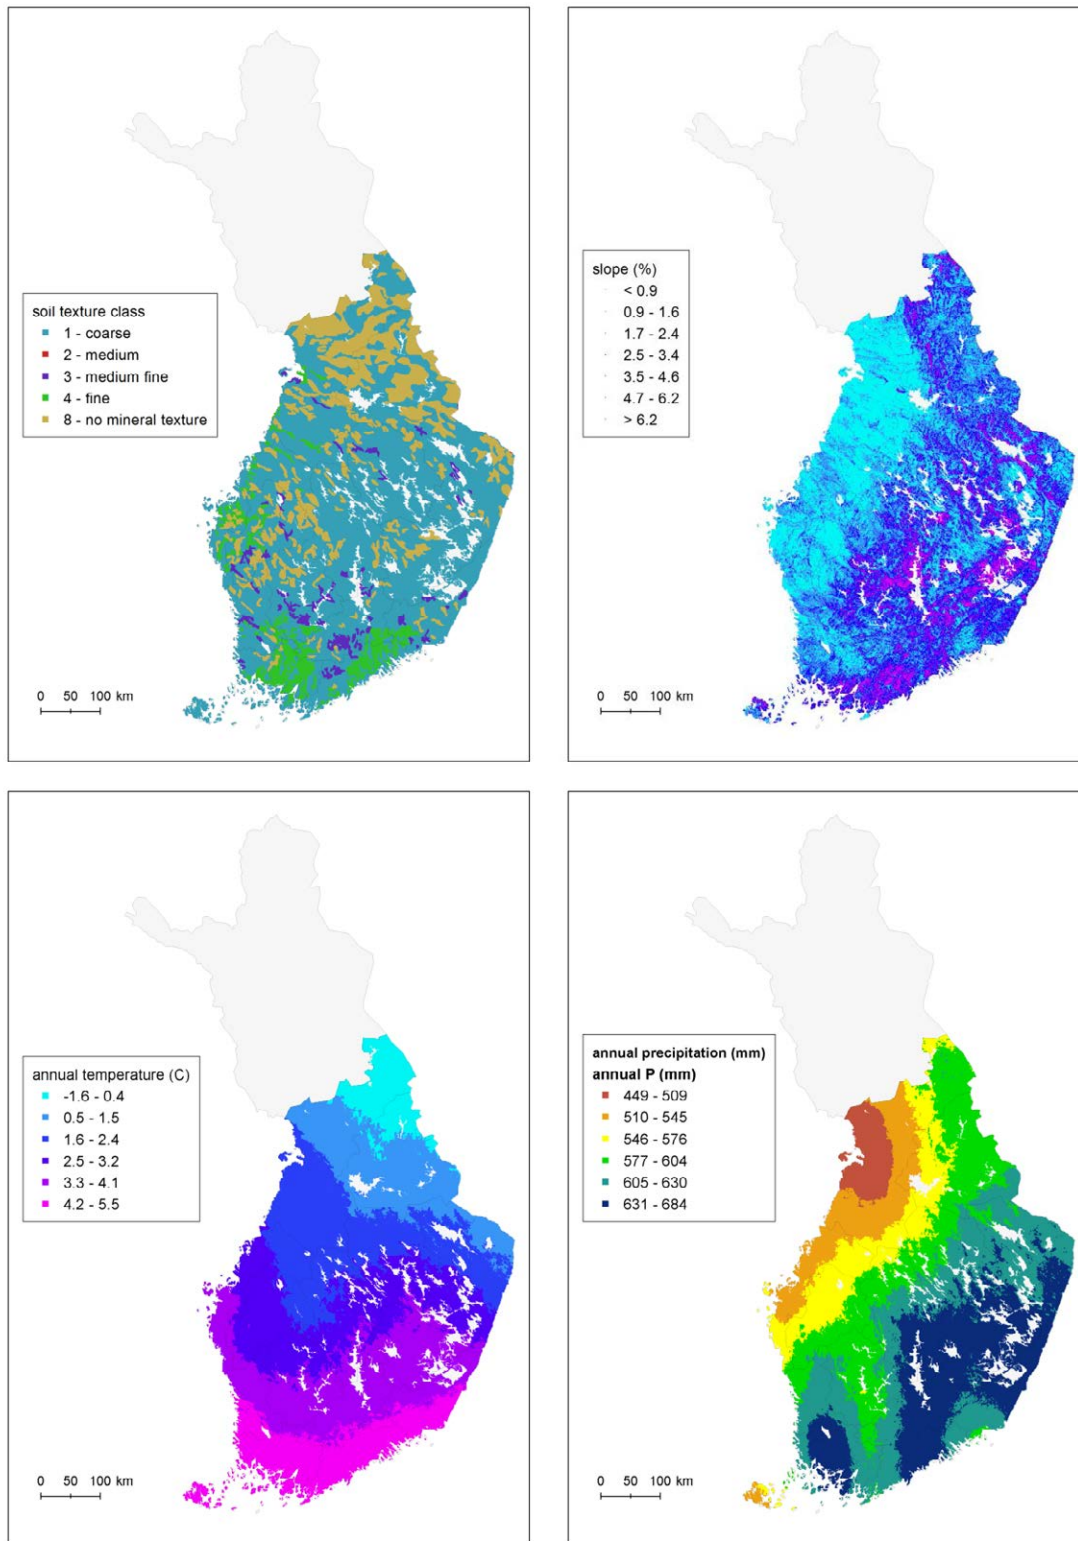 soil texture class
1 - coarse
2 - medium
3 - medium fine
4 - fine
8 - no mineral texture
0 50 100 km
slope (%)
< 0.9
0.9 - 1.6
1.7 - 2.4
2.5 - 3.4
3.5 - 4.6
4.7 - 6.2
> 6.2
0 50 100 km
annual temperature (C)
-1.6 - 0.4
0.5 - 1.5
1.6 - 2.4
2.5 - 3.2
3.3 - 4.1
4.2 - 5.5
0 50 100 km
annual precipitation (mm)
annual P (mm)
449 - 509
510 - 545
546 - 576
577 - 604
605 - 630
631 - 684
0 50 100 km